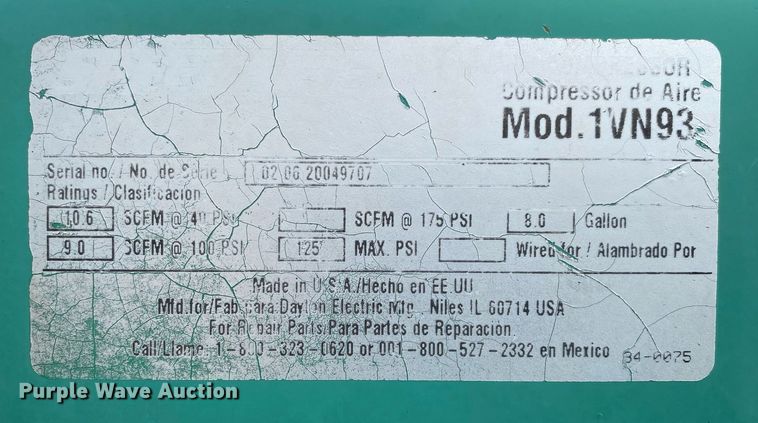 Compressor de Aire
Mod.1VN93
Serial no. / No. de Serie 02 06 20049707
Ratings / Clasificacion
10.6 SCFM @ 40 PSI SCFM @ 175 PSI 8.0 Gallon
9.0 SCFM @ 100 PSI 125 MAX. PSI Wired for / Alambrado Por
Made in U.S.A./Hecho en EE.UU
Mfd.for/Fab.para:Dayton Electric Mfg., Niles IL 60714 USA
For Repair Parts/Para Partes de Reparación
Call/Llame 1-800-323-0620 or 001-800-527-2332 en Mexico
34-0075
Purple Wave Auction